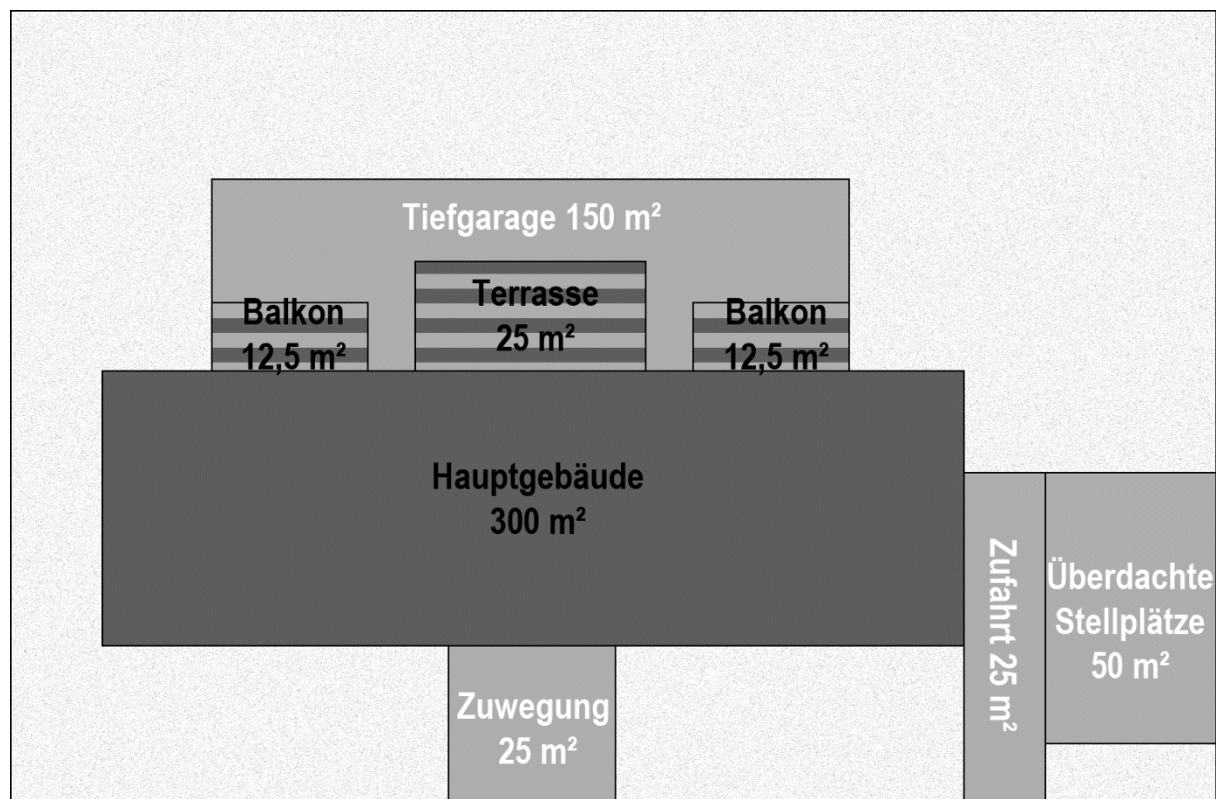 Tiefgarage 150 m²
Balkon
12,5 m²
Terrasse
25 m²
Balkon
12,5 m²
Hauptgebäude
300 m²
Zufahrt 25 m²
Überdachte
Stellplätze
50 m²
Zuwegung
25 m²